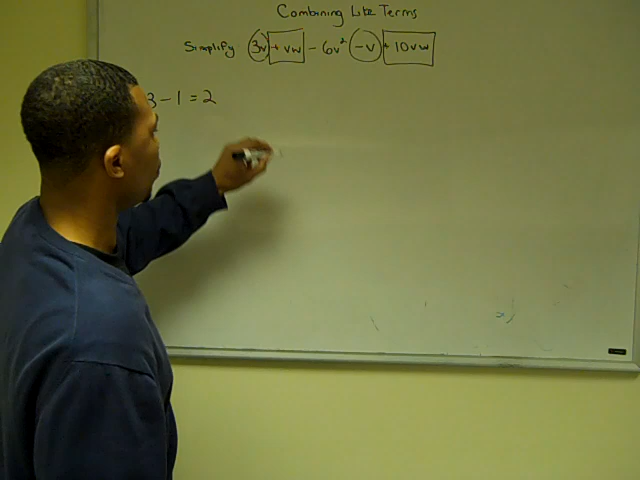 Combining Like Terms
Simplify 3v + vw - 6v² - v + 10vw
3 - 1 = 2